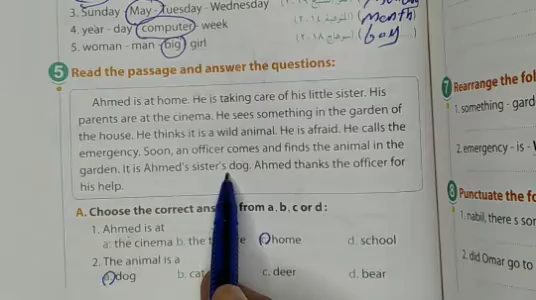 3. Sunday - May - Tuesday - Wednesday
4. year - day - computer - week
month
5. woman - man - big - girl
boy
5 Read the passage and answer the questions:
Ahmed is at home. He is taking care of his little sister. His
parents are at the cinema. He sees something in the garden of
the house. He thinks it is a wild animal. He is afraid. He calls the
emergency. Soon, an officer comes and finds the animal in the
garden. It is Ahmed's sister's dog. Ahmed thanks the officer for
his help.
A. Choose the correct from a, b, c or d:
1. Ahmed is at
a. the cinema b. the home d. school
2. The animal is a
a. dog b. cat c. deer d. bear
7 Rearrange the
1. something - gard
2. emergency - is -
8 Punctuate the
1. nabil, there s
2. did Omar go to